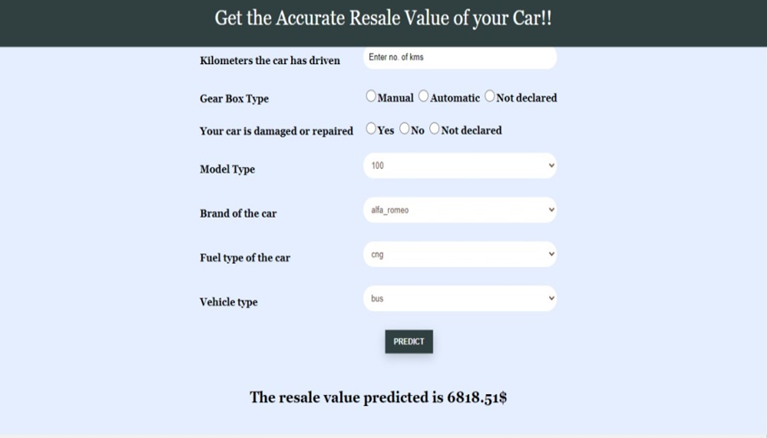 Get the Accurate Resale Value of your Car!!
Kilometers the car has driven
Enter no. of kms
Gear Box Type
Manual Automatic Not declared
Your car is damaged or repaired
Yes No Not declared
Model Type
100
Brand of the car
alfa_romeo
Fuel type of the car
cng
Vehicle type
bus
PREDICT
The resale value predicted is 6818.51$